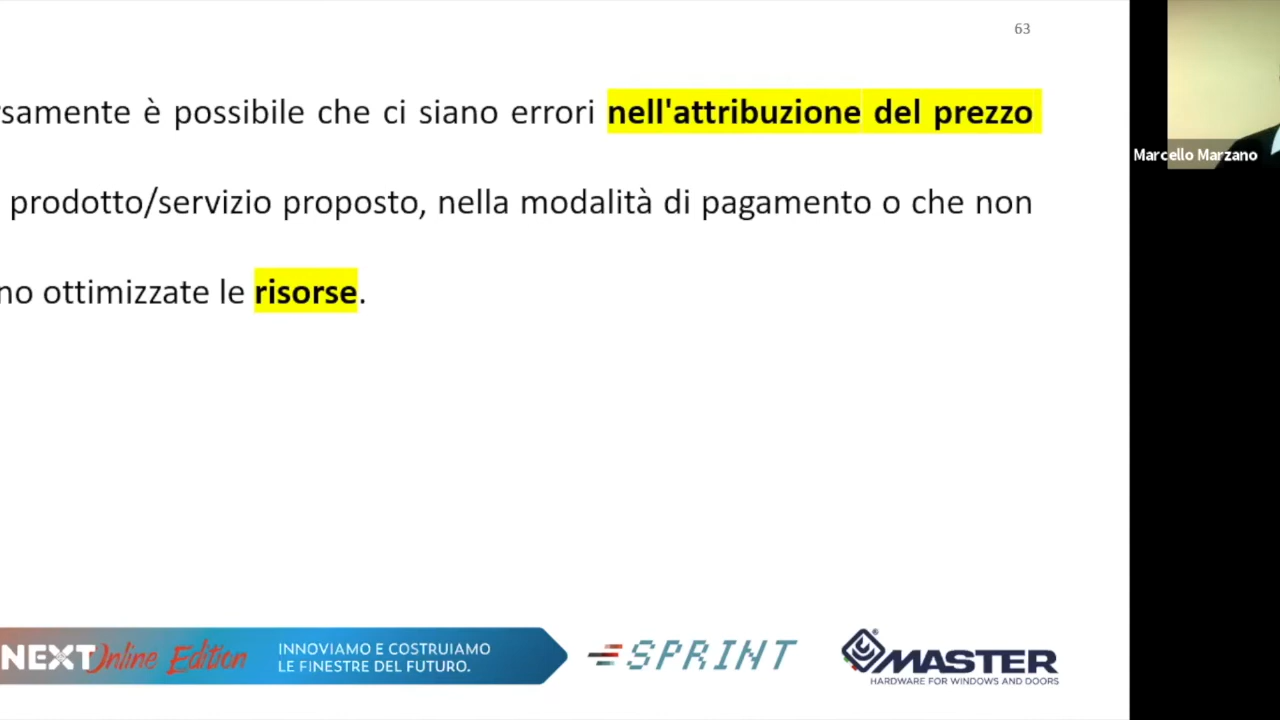 63
rsamente è possibile che ci siano errori nell'attribuzione del prezzo
prodotto/servizio proposto, nella modalità di pagamento o che non
no ottimizzate le risorse.
Marcello Marzano
NEXT Online Edition
INNOVIAMO E COSTRUIAMO
LE FINESTRE DEL FUTURO.
SPRINT
MASTER
HARDWARE FOR WINDOWS AND DOORS